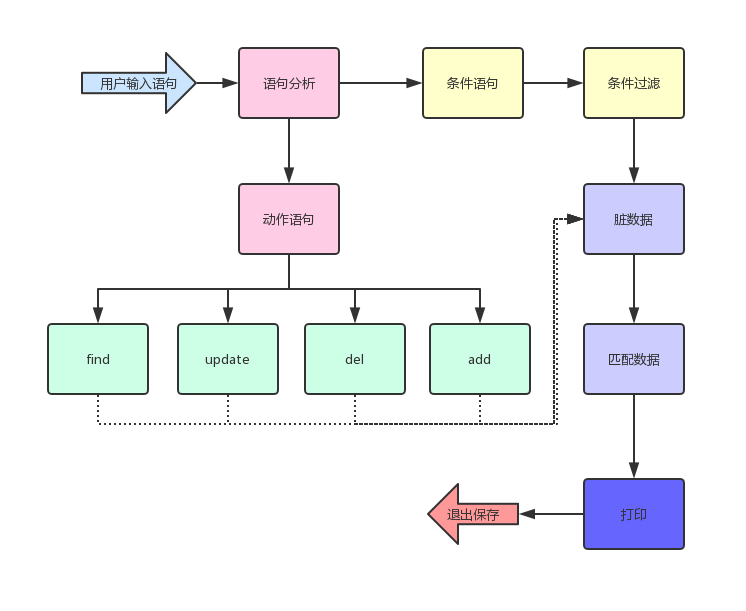 用户输入语句
语句分析
条件语句
条件过滤
动作语句
脏数据
find
update
del
add
匹配数据
退出保存
打印